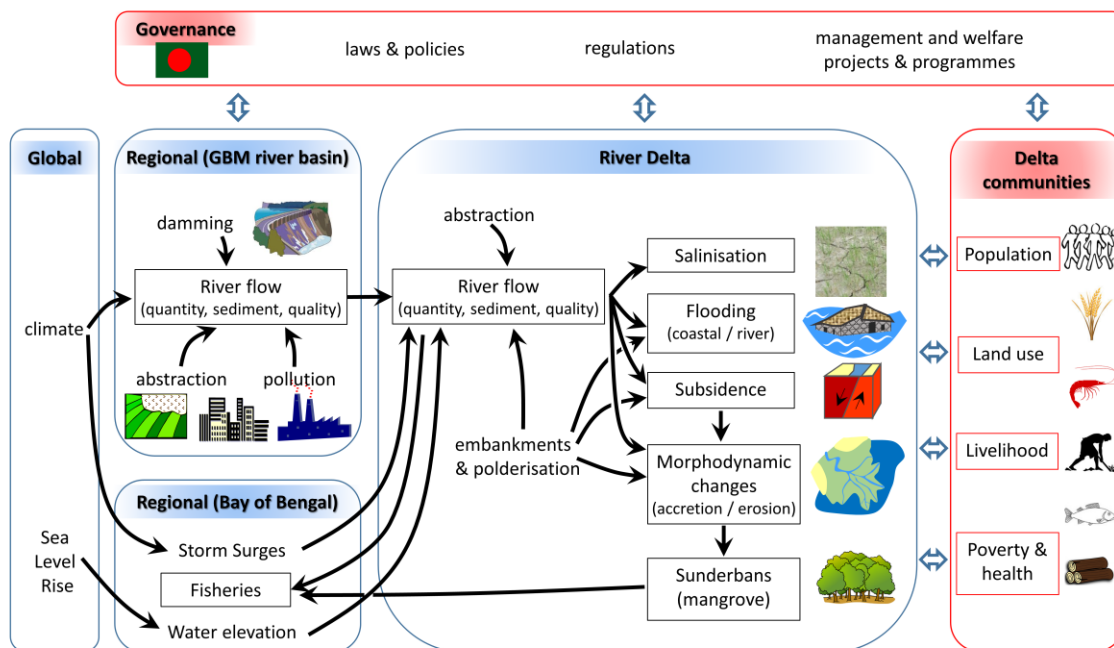 Governance
laws & policies
regulations
management and welfare
projects & programmes
Global
Regional (GBM river basin)
River Delta
Delta
communities
damming
abstraction
River flow
(quantity, sediment, quality)
River flow
(quantity, sediment, quality)
Salinisation
Population
climate
Flooding
(coastal / river)
Land use
abstraction
pollution
Subsidence
embankments
& polderisation
Morphodynamic
changes
(accretion / erosion)
Livelihood
Regional (Bay of Bengal)
Sea
Level
Rise
Storm Surges
Fisheries
Water elevation
Sunderbans
(mangrove)
Poverty &
health